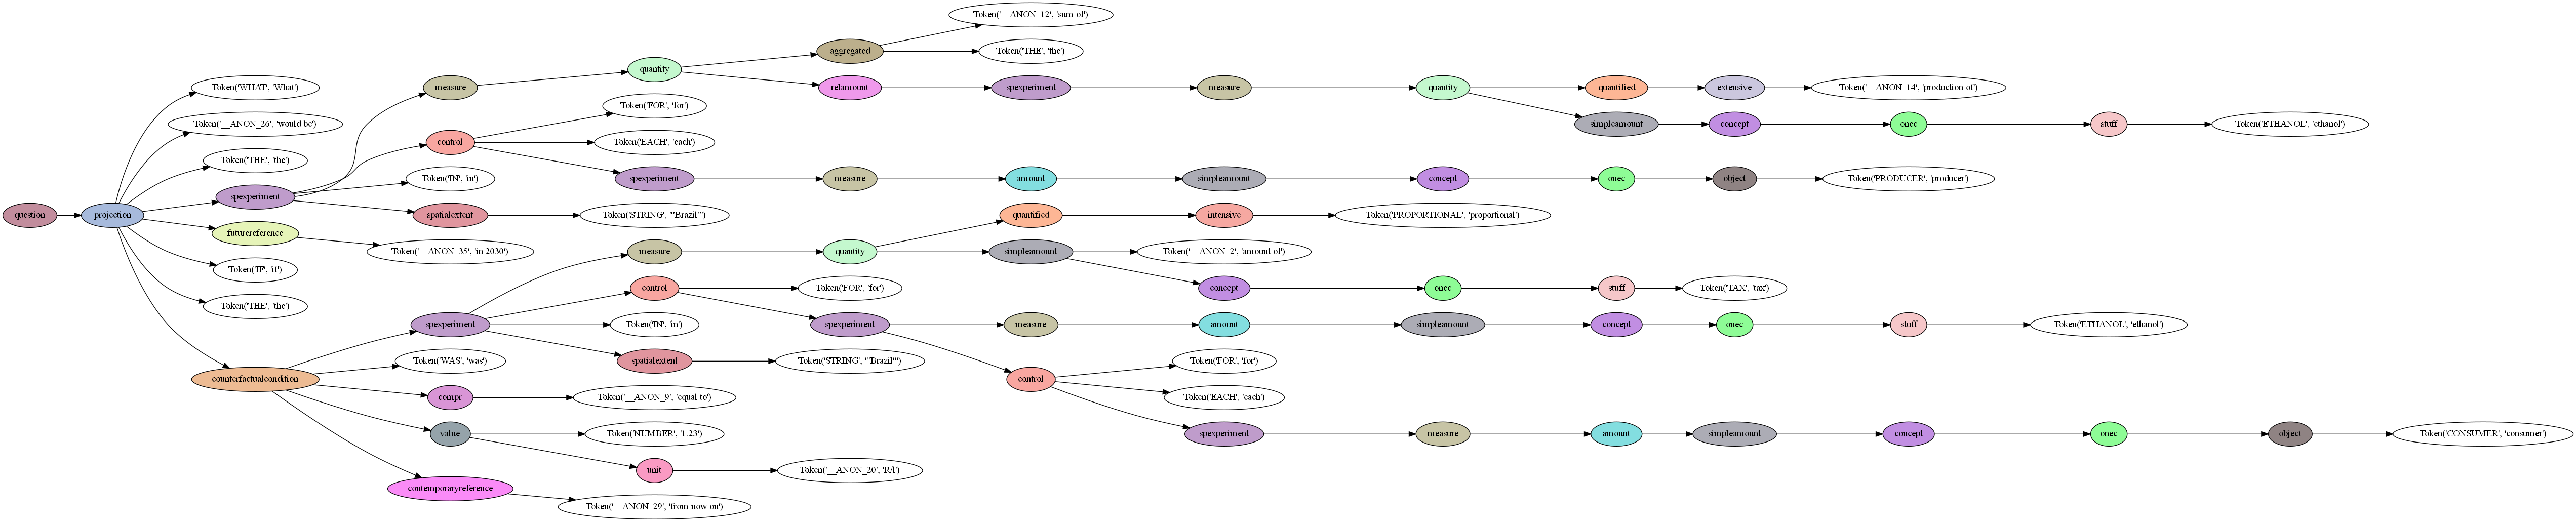 Token('__ANON_12', 'sum of')
aggregated
Token('THE', 'the')
quantity
Token('WHAT', 'What')
measure
relamount
spexperiment
measure
quantity
quantified
extensive
Token('__ANON_14', 'production of')
Token('FOR', 'for')
Token('__ANON_26', 'would be')
simpleamount
concept
onec
stuff
Token('ETHANOL', 'ethanol')
control
Token('EACH', 'each')
Token('THE', 'the')
Token('IN', 'in')
spexperiment
measure
amount
simpleamount
concept
onec
object
Token('PRODUCER', 'producer')
spexperiment
question
projection
spatialextent
Token('STRING', '"Brazil"')
quantified
intensive
Token('PROPORTIONAL', 'proportional')
futurereference
Token('__ANON_35', 'in 2030')
measure
quantity
simpleamount
Token('__ANON_2', 'amount of')
Token('IF', 'if')
control
Token('FOR', 'for')
concept
onec
stuff
Token('TAX', 'tax')
Token('THE', 'the')
spexperiment
Token('IN', 'in')
spexperiment
measure
amount
simpleamount
concept
onec
stuff
Token('ETHANOL', 'ethanol')
Token('WAS', 'was')
spatialextent
Token('STRING', '"Brazil"')
Token('FOR', 'for')
counterfactualcondition
control
compr
Token('__ANON_9', 'equal to')
Token('EACH', 'each')
value
Token('NUMBER', '1.23')
spexperiment
measure
amount
simpleamount
concept
onec
object
Token('CONSUMER', 'consumer')
unit
Token('__ANON_20', 'R/l')
contemporaryreference
Token('__ANON_29', 'from now on')